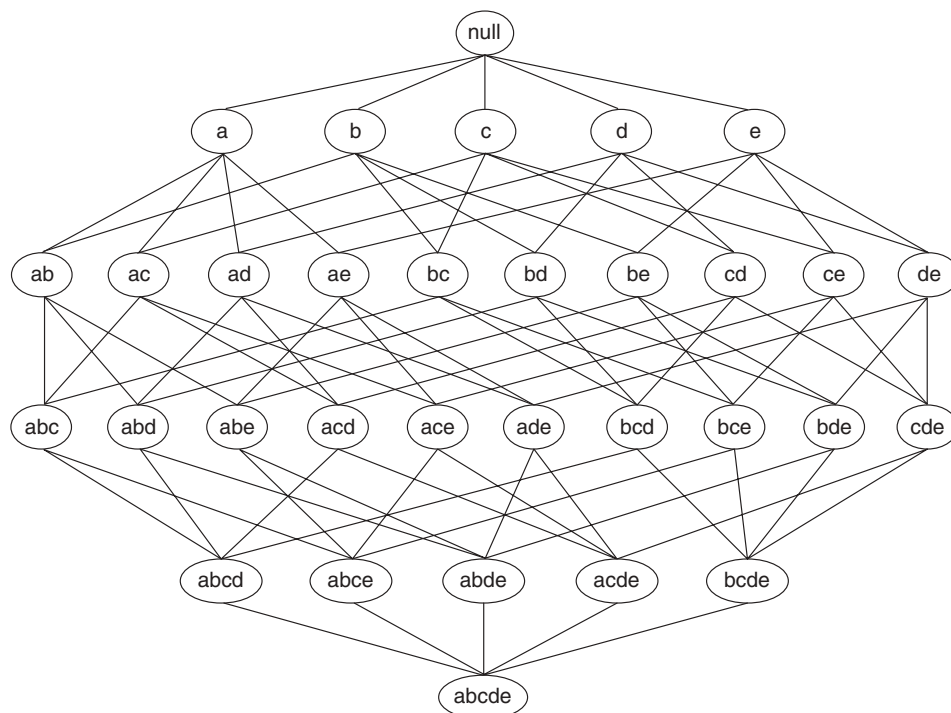 null
a b c d e
ab ac ad ae bc bd be cd ce de
abc abd abe acd ace ade bcd bce bde cde
abcd abce abde acde bcde
abcde